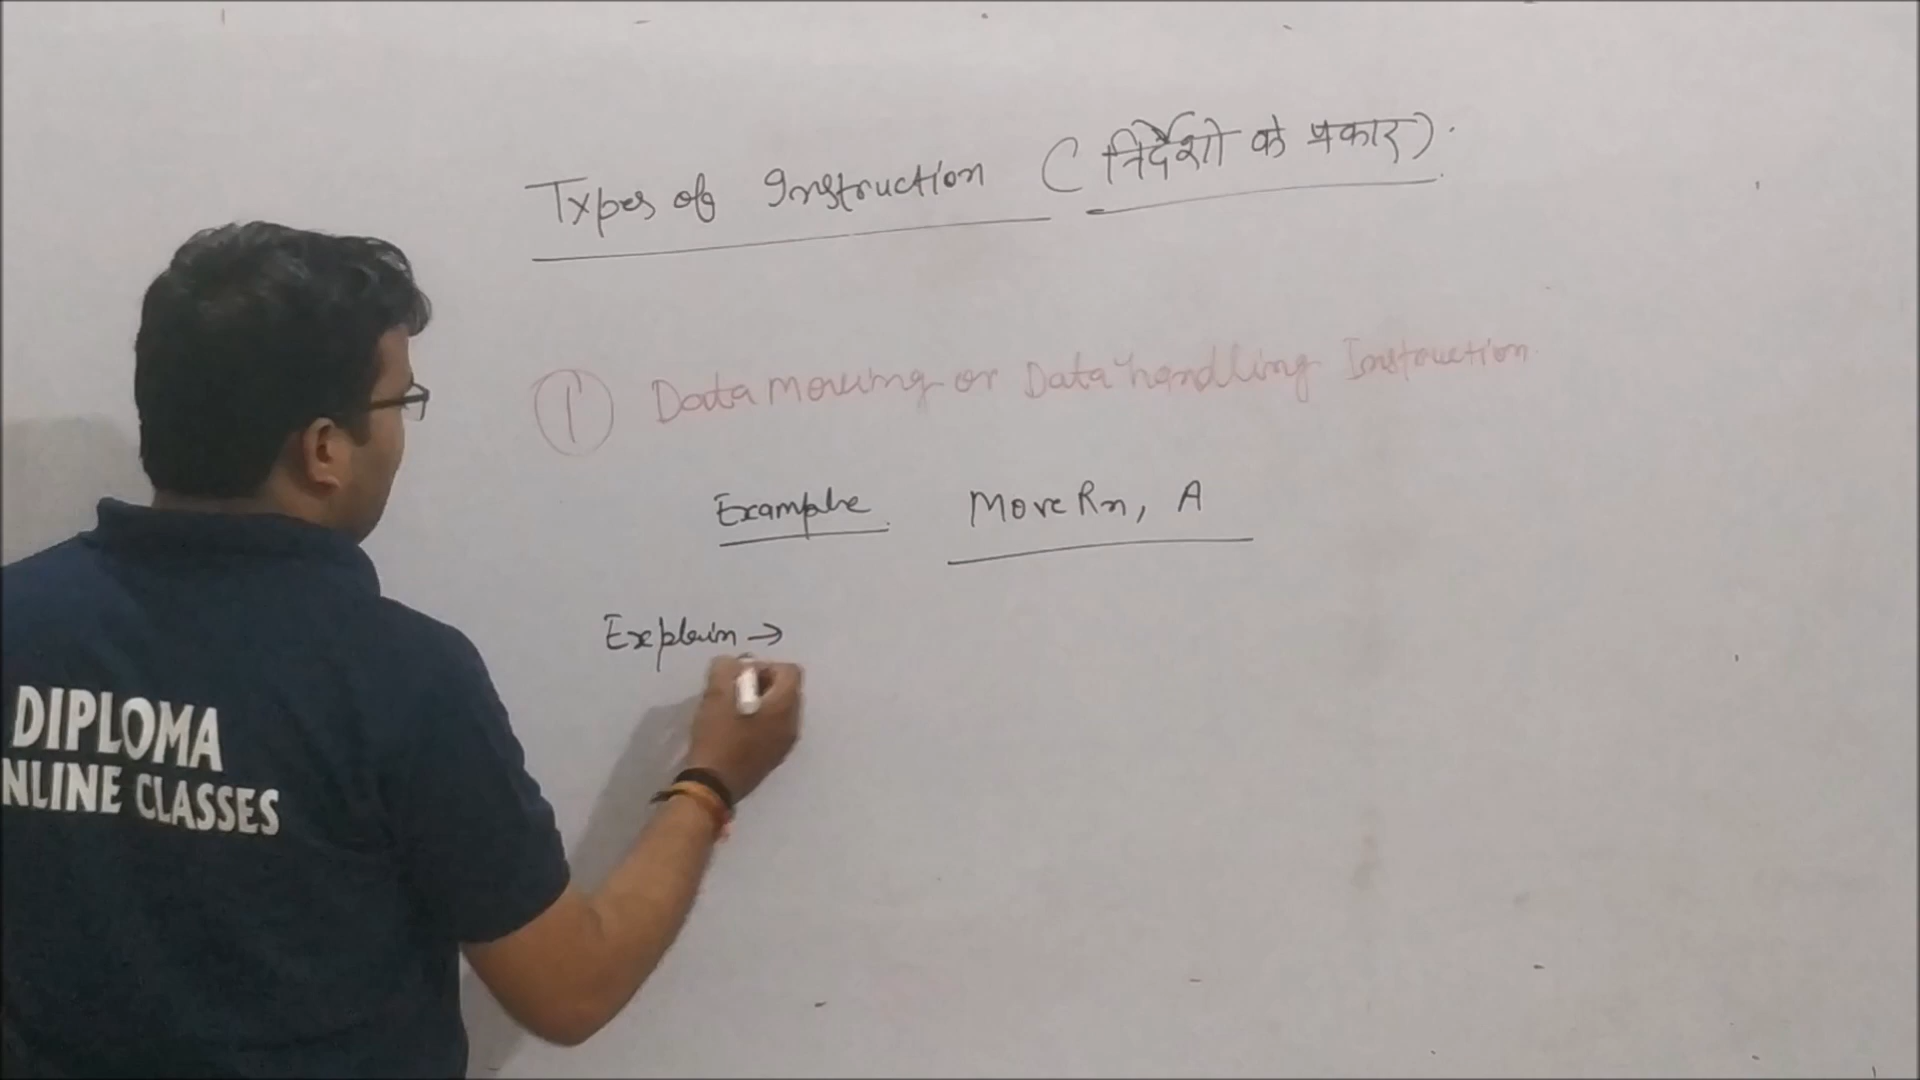 Types of Instruction ( निर्देशो के प्रकार).
1 Data moving or Data handling Instruction
Example Move Rn, A
Explain →
DIPLOMA
NLINE CLASSES